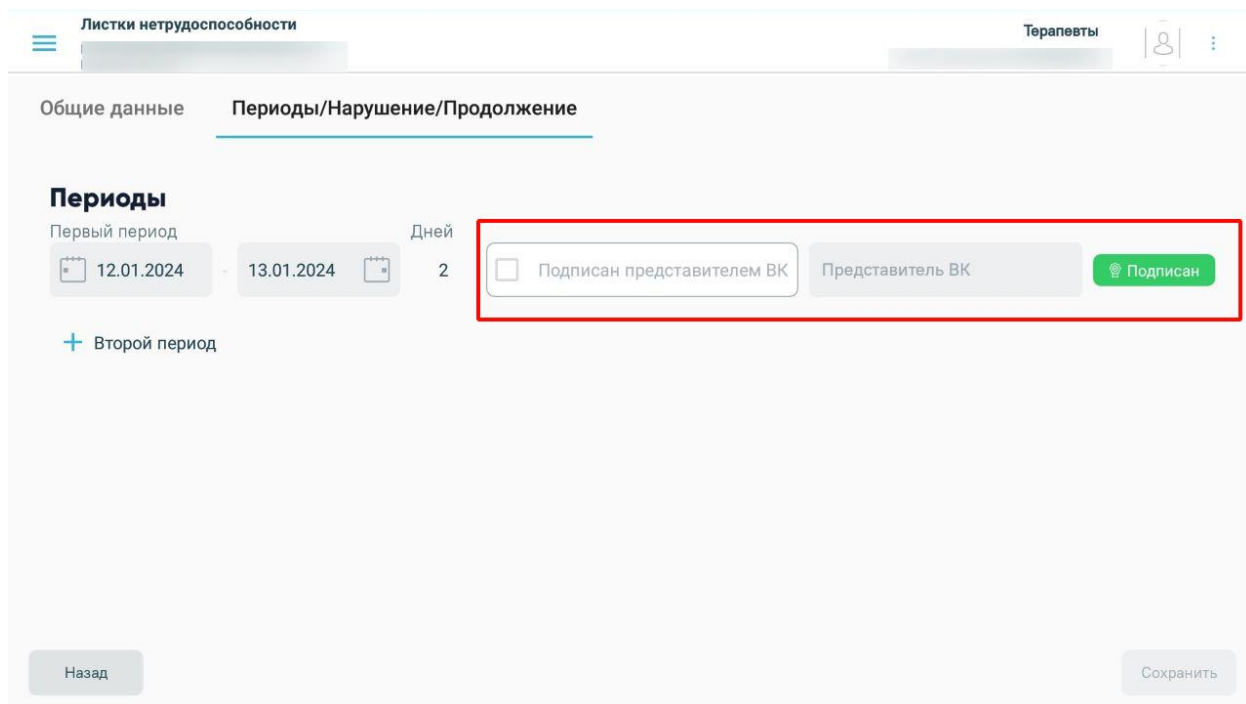 Листки нетрудоспособности
Терапевты
Общие данные Периоды/Нарушение/Продолжение
Периоды
Первый период Дней
12.01.2024 - 13.01.2024 2 Подписан представителем ВК Представитель ВК Подписан
+ Второй период
Назад Сохранить